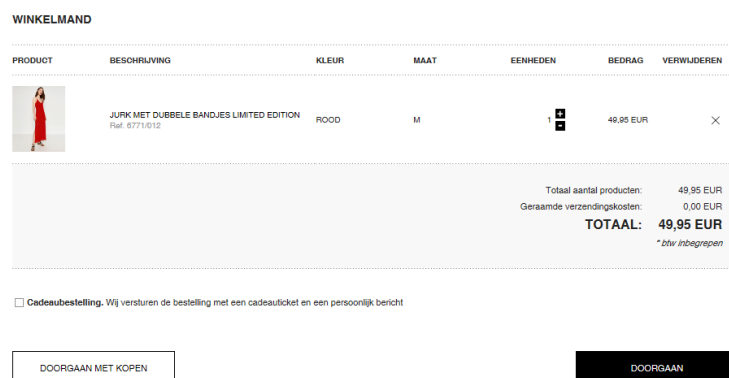 WINKELMAND
PRODUCT BESCHRIJVING KLEUR MAAT EENHEDEN BEDRAG VERWIJDEREN
JURK MET DUBBELE BANDJES LIMITED EDITION ROOD M 1 + - 49,95 EUR
Ref. 6771/012
Totaal aantal producten: 49,95 EUR
Geraamde verzendingskosten: 0,00 EUR
TOTAAL: 49,95 EUR
* btw inbegrepen
Cadeaubestelling. Wij versturen de bestelling met een cadeauticket en een persoonlijk bericht
DOORGAAN MET KOPEN DOORGAAN